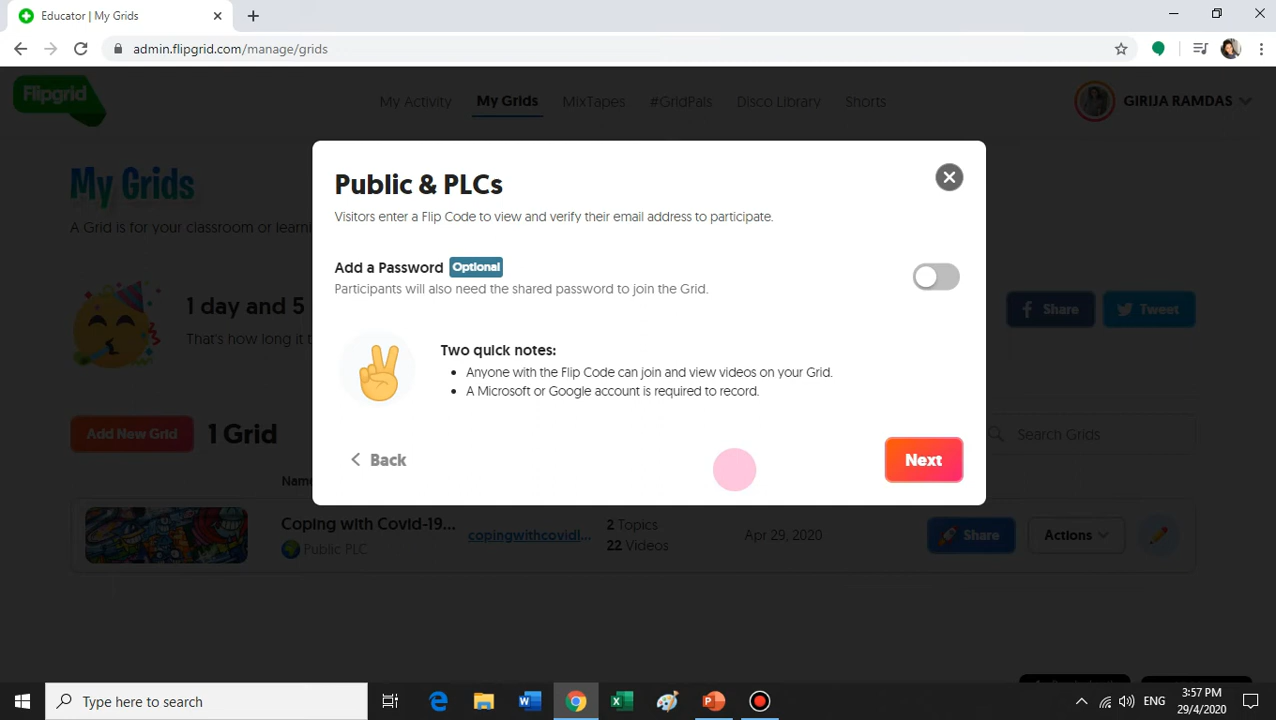 Educator | My Grids
admin.flipgrid.com/manage/grids
Flipgrid
My Activity
My Grids
MixTapes
#GridPals
Disco Library
Shorts
GIRIJA RAMDAS
My Grids
A Grid is for your classroom or learni
1 day and 5
That's how long it t
Share
Tweet
Public & PLCs
Visitors enter a Flip Code to view and verify their email address to participate.
Add a Password Optional
Participants will also need the shared password to join the Grid.
Two quick notes:
• Anyone with the Flip Code can join and view videos on your Grid.
• A Microsoft or Google account is required to record.
Back
Next
Add New Grid
1 Grid
Search Grids
Name
Coping with Covid-19...
Public PLC
copingwithcovidl...
2 Topics
22 Videos
Apr 29, 2020
Share
Actions
Type here to search
ENG
3:57 PM
29/4/2020